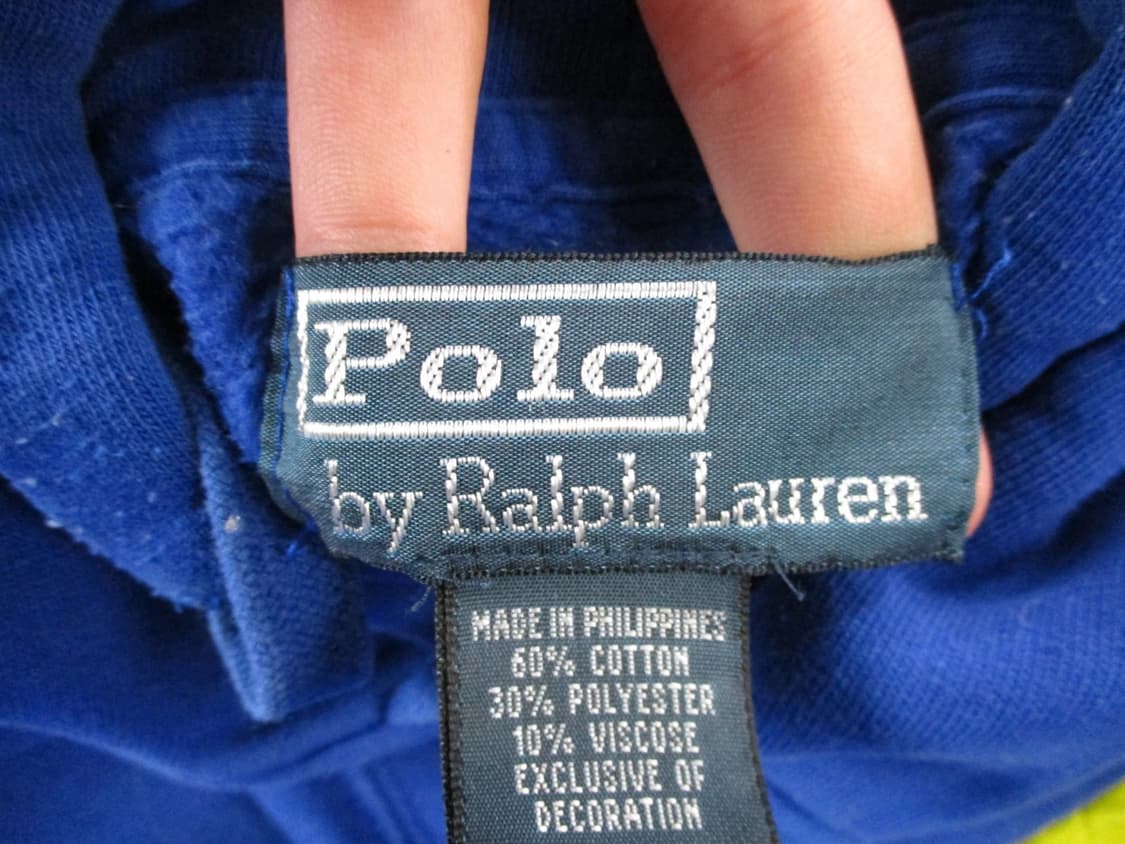 Polo
by Ralph Lauren
MADE IN PHILIPPINES
60% COTTON
30% POLYESTER
10% VISCOSE
EXCLUSIVE OF
DECORATION